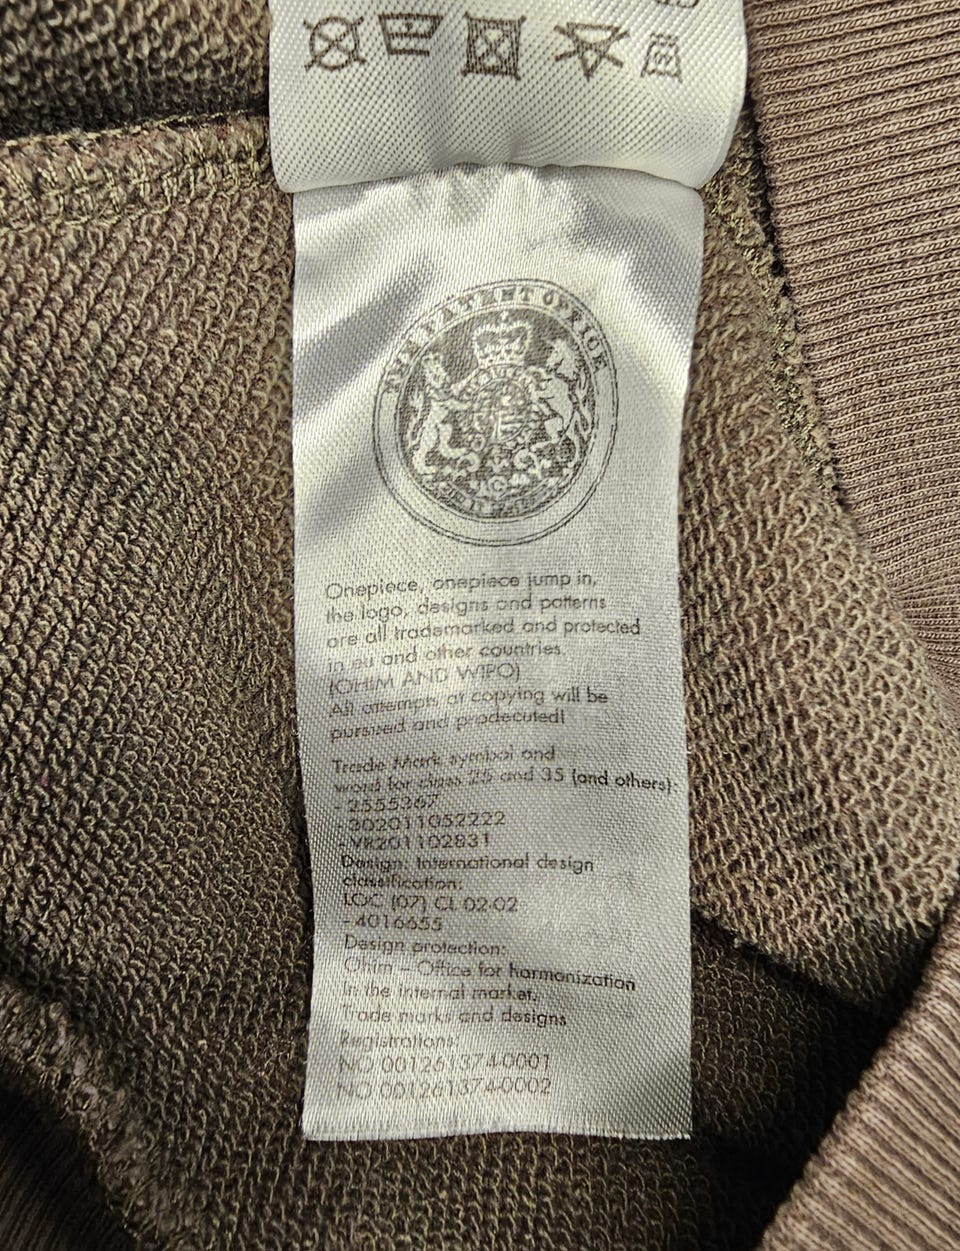 THE PATENT OFFICE
Onepiece, onepiece jump in,
the logo, designs and patterns
are all trademarked and protected
in eu and other countries.
(OHIM AND WIPO)
All attempts at copying will be
pursued and prodecuted!
Trade Mark symbol and
word for class 25 and 35 (and others):
- 2555367
- 302011052222
- VR201102831
Design: International design
classification:
LOC (07) CL 02-02
- 4016655
Design protection:
Ohim – Office for harmonization
In the internal market.
Trade marks and designs
Registrations:
NO 001261374-0001
NO 001261374-0002